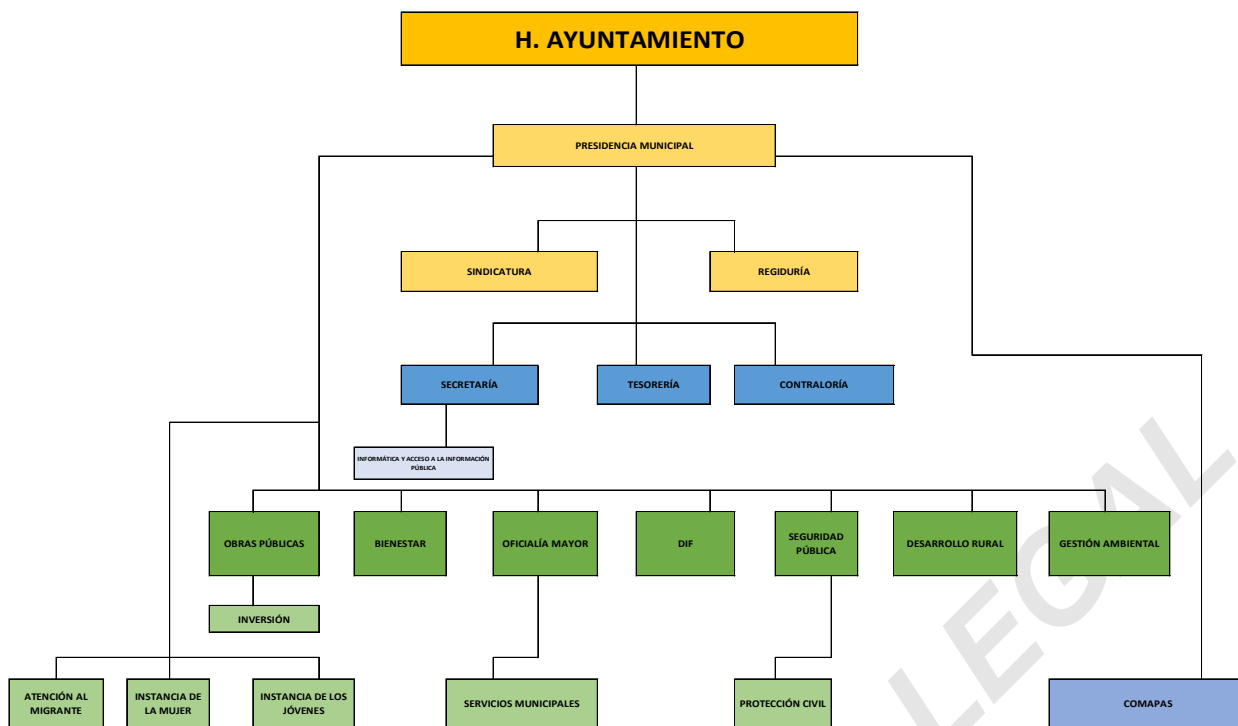 H. AYUNTAMIENTO
PRESIDENCIA MUNICIPAL
SINDICATURA
REGIDURÍA
SECRETARÍA
TESORERÍA
CONTRALORÍA
INFORMÁTICA Y ACCESO A LA INFORMACIÓN
PÚBLICA
OBRAS PÚBLICAS
BIENESTAR
OFICIALÍA MAYOR
DIF
SEGURIDAD
PÚBLICA
DESARROLLO RURAL
GESTIÓN AMBIENTAL
INVERSIÓN
ATENCIÓN AL
MIGRANTE
INSTANCIA DE
LA MUJER
INSTANCIA DE LOS
JÓVENES
SERVICIOS MUNICIPALES
PROTECCIÓN CIVIL
COMAPAS
LEGAL